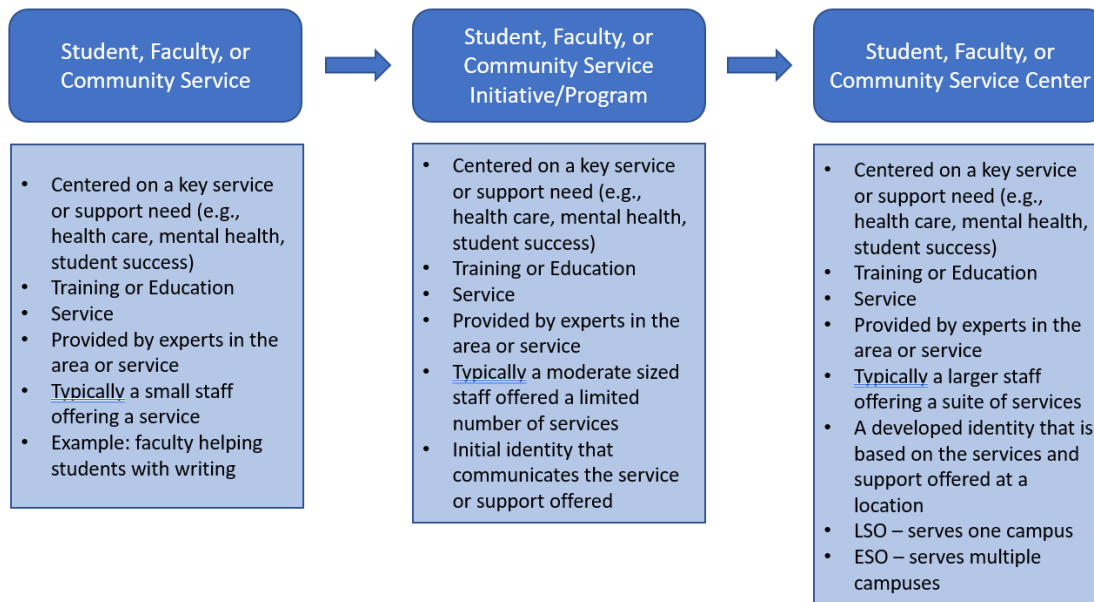 Student, Faculty, or
Community Service
Student, Faculty, or
Community Service
Initiative/Program
Student, Faculty, or
Community Service Center
• Centered on a key service
or support need (e.g.,
health care, mental health,
student success)
• Training or Education
• Service
• Provided by experts in the
area or service
• Typically a small staff
offering a service
• Example: faculty helping
students with writing
• Centered on a key service
or support need (e.g.,
health care, mental health,
student success)
• Training or Education
• Service
• Provided by experts in the
area or service
• Typically a moderate sized
staff offered a limited
number of services
• Initial identity that
communicates the service
or support offered
• Centered on a key service
or support need (e.g.,
health care, mental health,
student success)
• Training or Education
• Service
• Provided by experts in the
area or service
• Typically a larger staff
offering a suite of services
• A developed identity that is
based on the services and
support offered at a
location
• LSO – serves one campus
• ESO – serves multiple
campuses